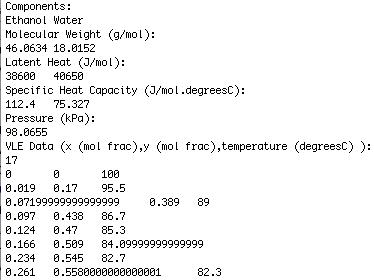 Components:
Ethanol Water
Molecular Weight (g/mol):
46.0634 18.0152
Latent Heat (J/mol):
38600 40650
Specific Heat Capacity (J/mol.degreesC):
112.4 75.327
Pressure (kPa):
98.0655
VLE Data (x (mol frac),y (mol frac),temperature (degreesC) ):
17
0 0 100
0.019 0.17 95.5
0.07199999999999999 0.389 89
0.097 0.438 86.7
0.124 0.47 85.3
0.166 0.509 84.09999999999999
0.234 0.545 82.7
0.261 0.5580000000000001 82.3